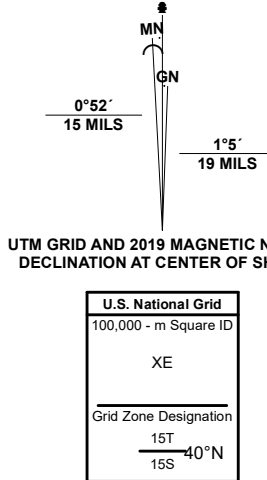 MN
GN
0°52´
15 MILS
1°5´
19 MILS
UTM GRID AND 2019 MAGNETIC N
DECLINATION AT CENTER OF SH
U.S. National Grid
100,000 - m Square ID
XE
Grid Zone Designation
15T
40°N
15S